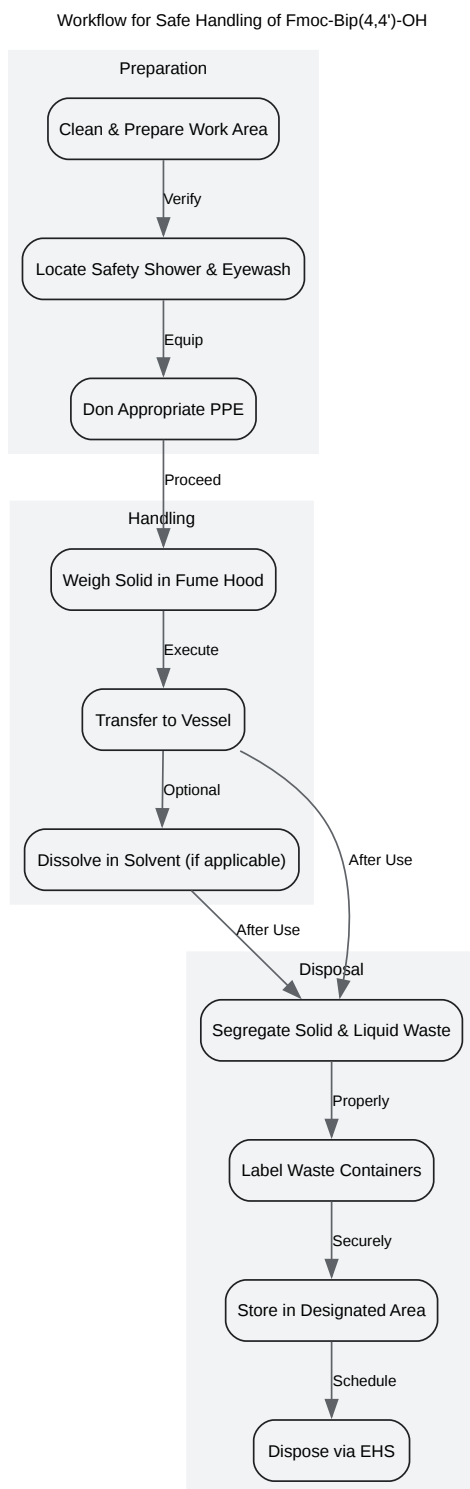 Workflow for Safe Handling of Fmoc-Bip(4,4')-OH
Preparation
Clean & Prepare Work Area
Verify
Locate Safety Shower & Eyewash
Equip
Don Appropriate PPE
Proceed
Handling
Weigh Solid in Fume Hood
Execute
Transfer to Vessel
Optional
Dissolve in Solvent (if applicable)
After Use
After Use
Disposal
Segregate Solid & Liquid Waste
Properly
Label Waste Containers
Securely
Store in Designated Area
Schedule
Dispose via EHS